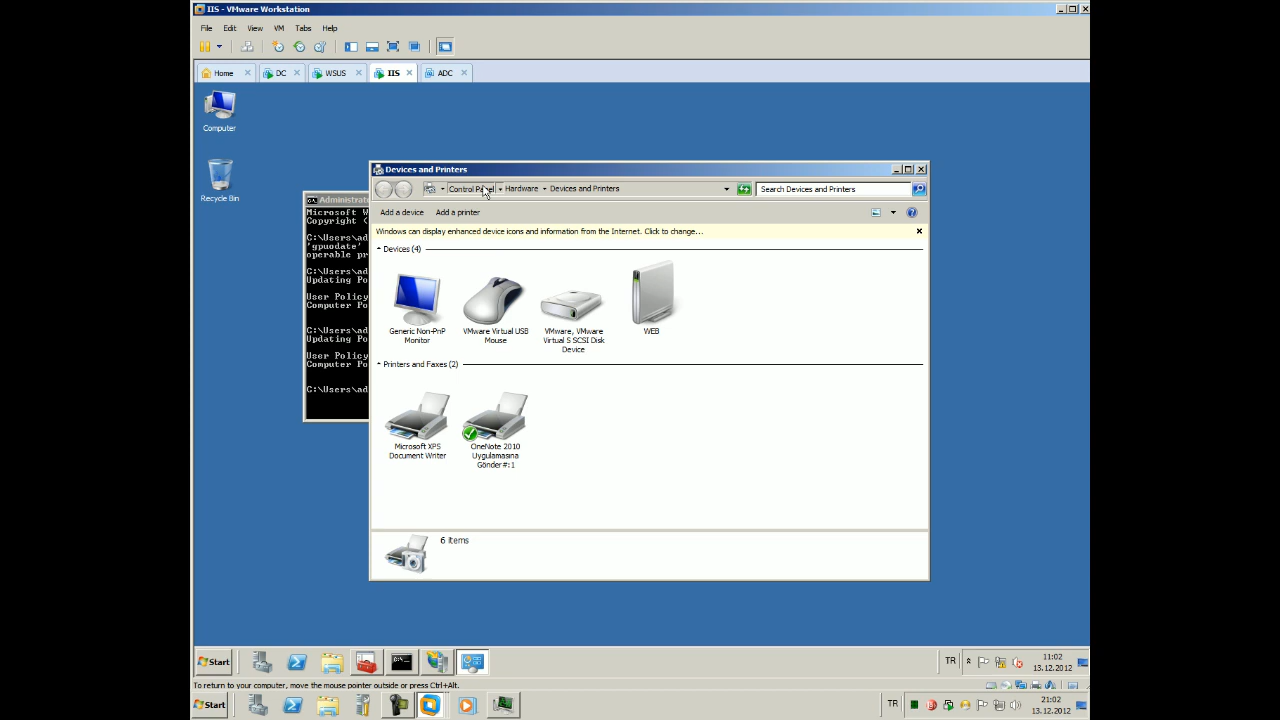 IIS - VMware Workstation
File Edit View VM Tabs Help
Home DC WSUS IIS ADC
Computer
Recycle Bin
Administrato
Microsoft W
Copyright (
C:\Users\ad
'gpuodate'
operable pr
C:\Users\ad
Updating Po
User Policy
Computer Po
C:\Users\ad
Updating Po
User Policy
Computer Po
C:\Users\ad
Devices and Printers
Control Panel Hardware Devices and Printers
Search Devices and Printers
Add a device Add a printer
Windows can display enhanced device icons and information from the Internet. Click to change...
Devices (4)
Generic Non-PnP
Monitor
VMware Virtual USB
Mouse
VMware, VMware
Virtual S SCSI Disk
Device
WEB
Printers and Faxes (2)
Microsoft XPS
Document Writer
OneNote 2010
Uygulamasına
Gönder#:1
6 items
Start
TR
11:02
13.12.2012
To return to your computer, move the mouse pointer outside or press Ctrl+Alt.
Start
TR
21:02
13.12.2012